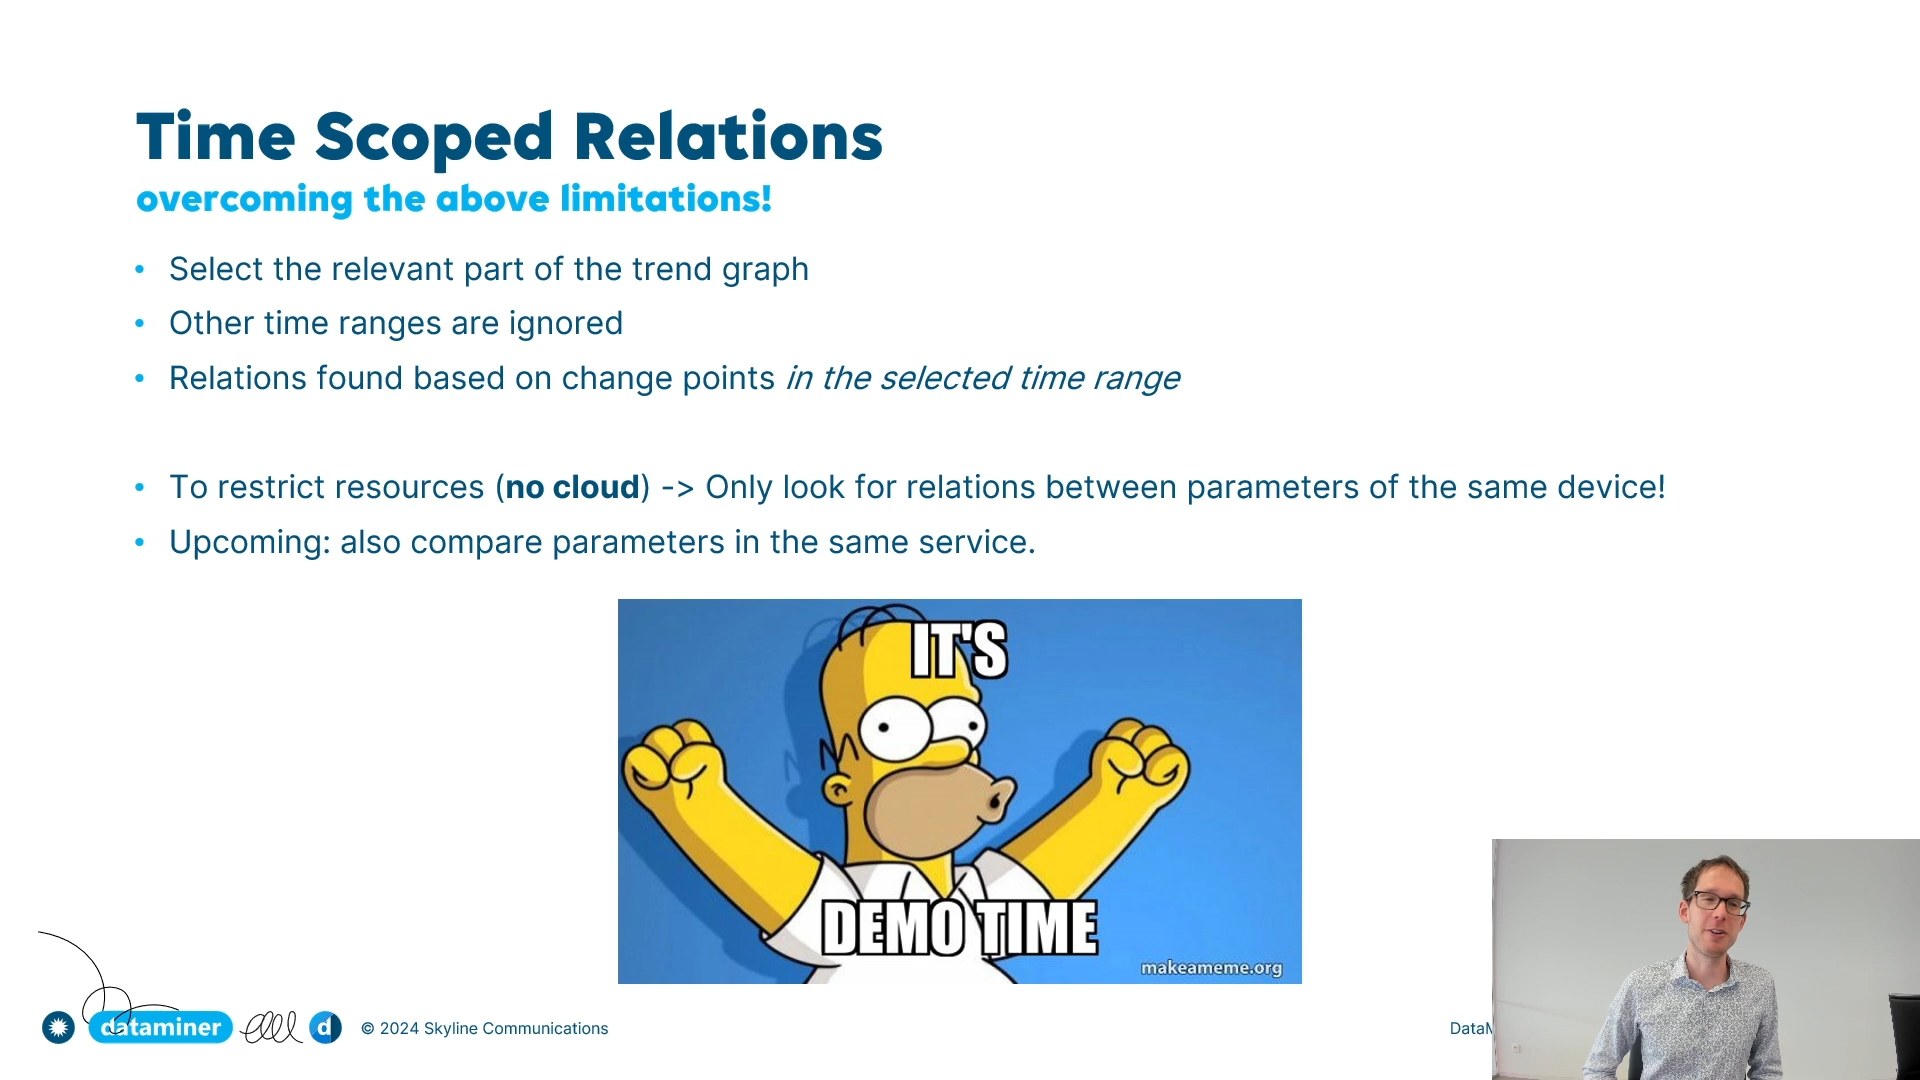 Time Scoped Relations
overcoming the above limitations!
• Select the relevant part of the trend graph
• Other time ranges are ignored
• Relations found based on change points in the selected time range
• To restrict resources (no cloud) -> Only look for relations between parameters of the same device!
• Upcoming: also compare parameters in the same service.
IT'S
DEMO TIME
makeameme.org
dataminer
d
© 2024 Skyline Communications